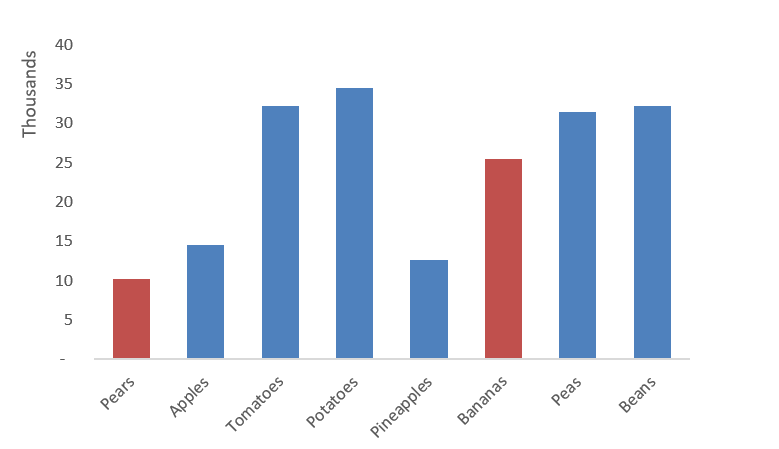 Thousands
40
35
30
25
20
15
10
5
-
Pears
Apples
Tomatoes
Potatoes
Pineapples
Bananas
Peas
Beans